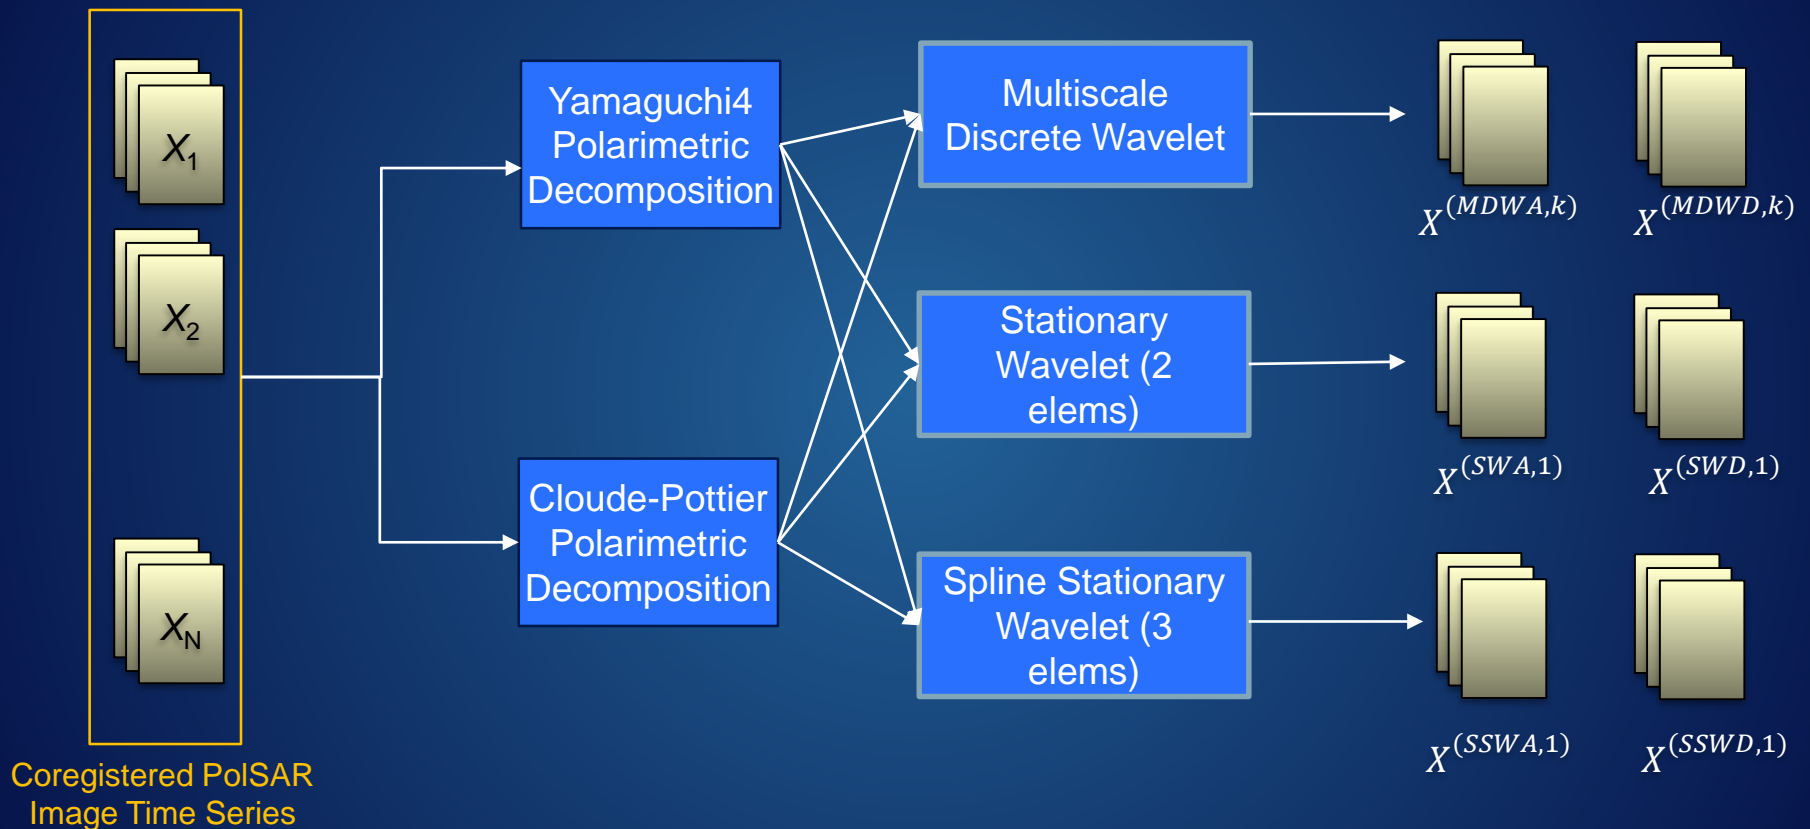 X1
X2
XN
Coregistered PolSAR
Image Time Series
Yamaguchi4
Polarimetric
Decomposition
Cloude-Pottier
Polarimetric
Decomposition
Multiscale
Discrete Wavelet
Stationary
Wavelet (2
elems)
Spline Stationary
Wavelet (3
elems)
X^(MDWA,k) X^(MDWD,k)
X^(SWA,1) X^(SWD,1)
X^(SSWA,1) X^(SSWD,1)